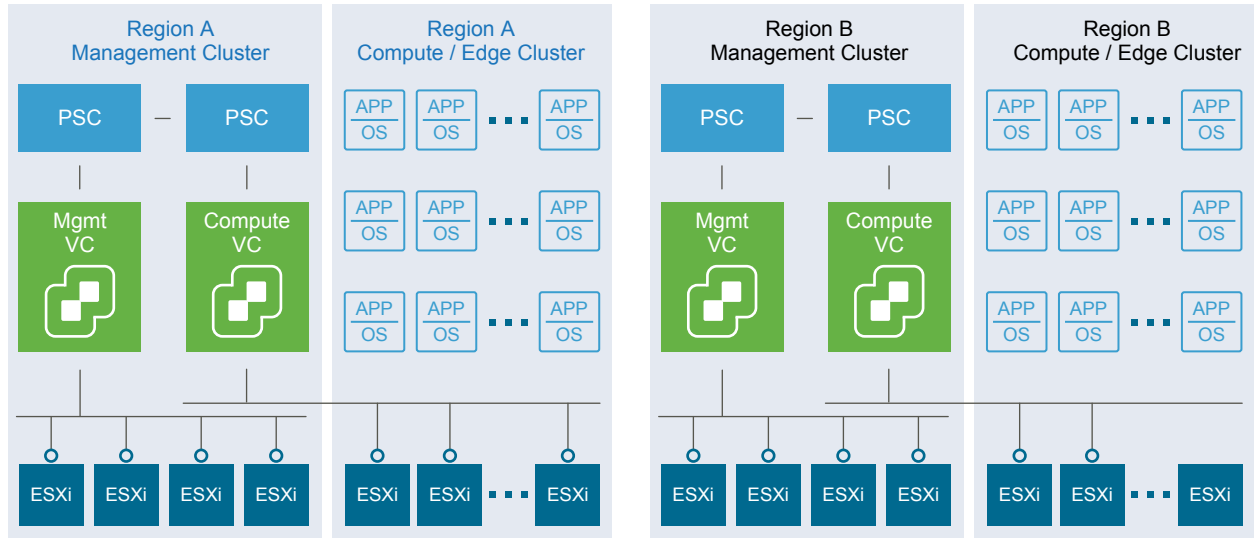 Region A
Management Cluster
Region A
Compute / Edge Cluster
Region B
Management Cluster
Region B
Compute / Edge Cluster
PSC
PSC
APP
OS
APP
OS
APP
OS
PSC
PSC
APP
OS
APP
OS
APP
OS
Mgmt
VC
Compute
VC
APP
OS
APP
OS
APP
OS
Mgmt
VC
Compute
VC
APP
OS
APP
OS
APP
OS
APP
OS
APP
OS
APP
OS
APP
OS
APP
OS
APP
OS
ESXi
ESXi
ESXi
ESXi
ESXi
ESXi
ESXi
ESXi
ESXi
ESXi
ESXi
ESXi
ESXi
ESXi